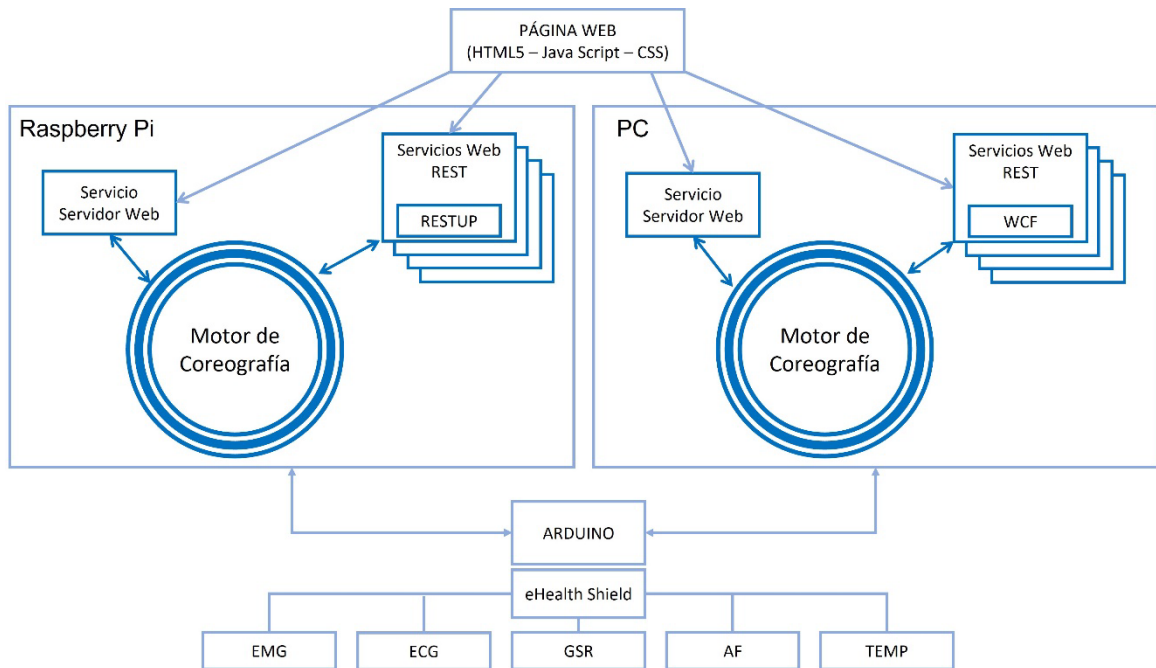 PÁGINA WEB
(HTML5 – Java Script – CSS)
Raspberry Pi
Servicio
Servidor Web
Servicios Web
REST
RESTUP
Motor de
Coreografía
PC
Servicio
Servidor Web
Servicios Web
REST
WCF
Motor de
Coreografía
ARDUINO
eHealth Shield
EMG
ECG
GSR
AF
TEMP